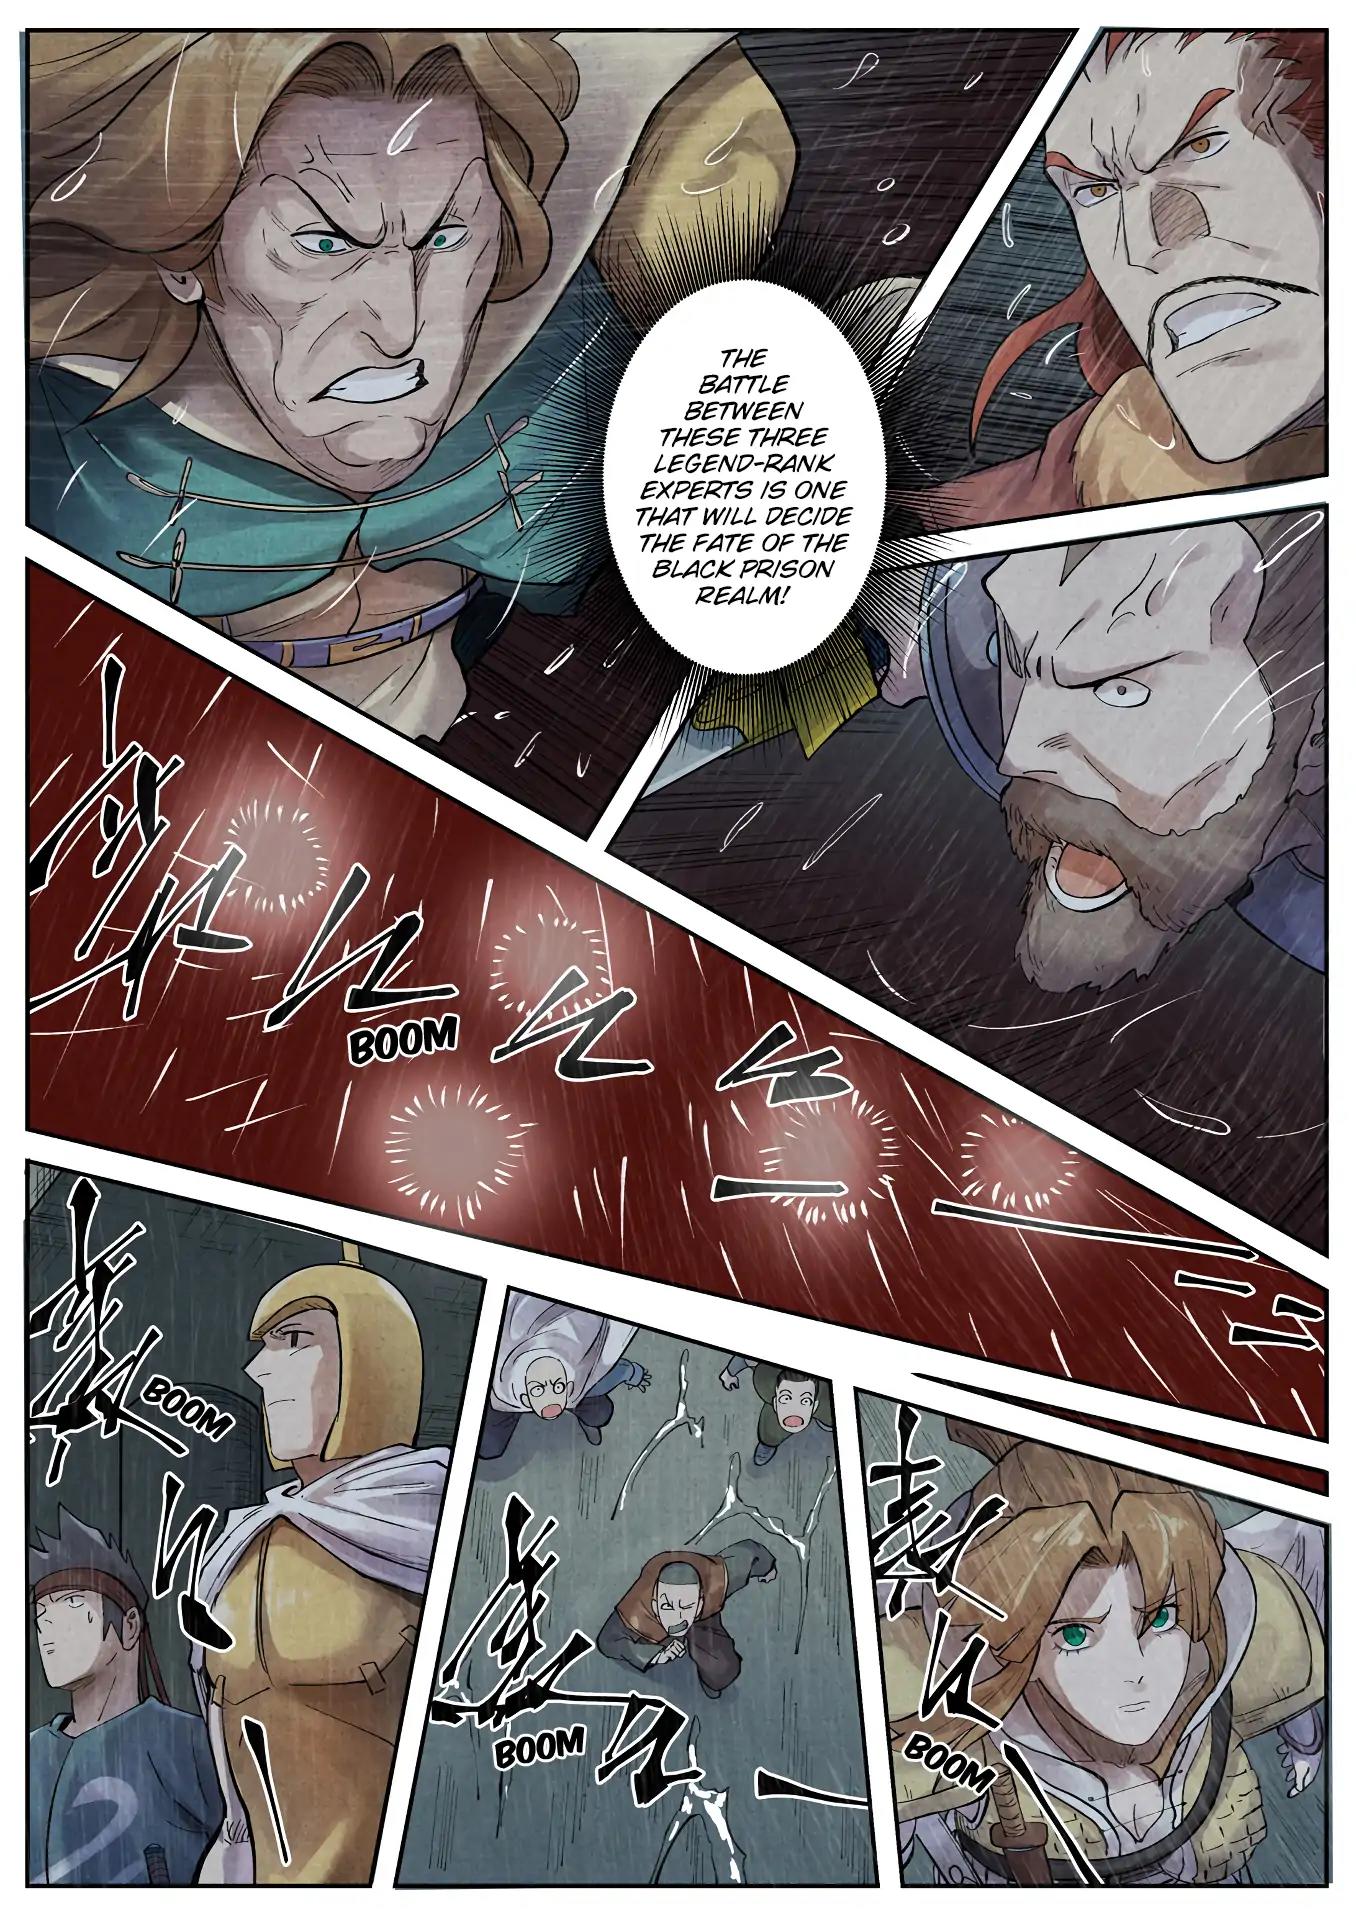 THE
BATTLE
BETWEEN
THESE THREE
LEGEND-RANK
EXPERTS IS ONE
THAT WILL DECIDE
THE FATE OF THE
BLACK PRISON
REALM!
BOOM
BOOM
BOOM
BOOM